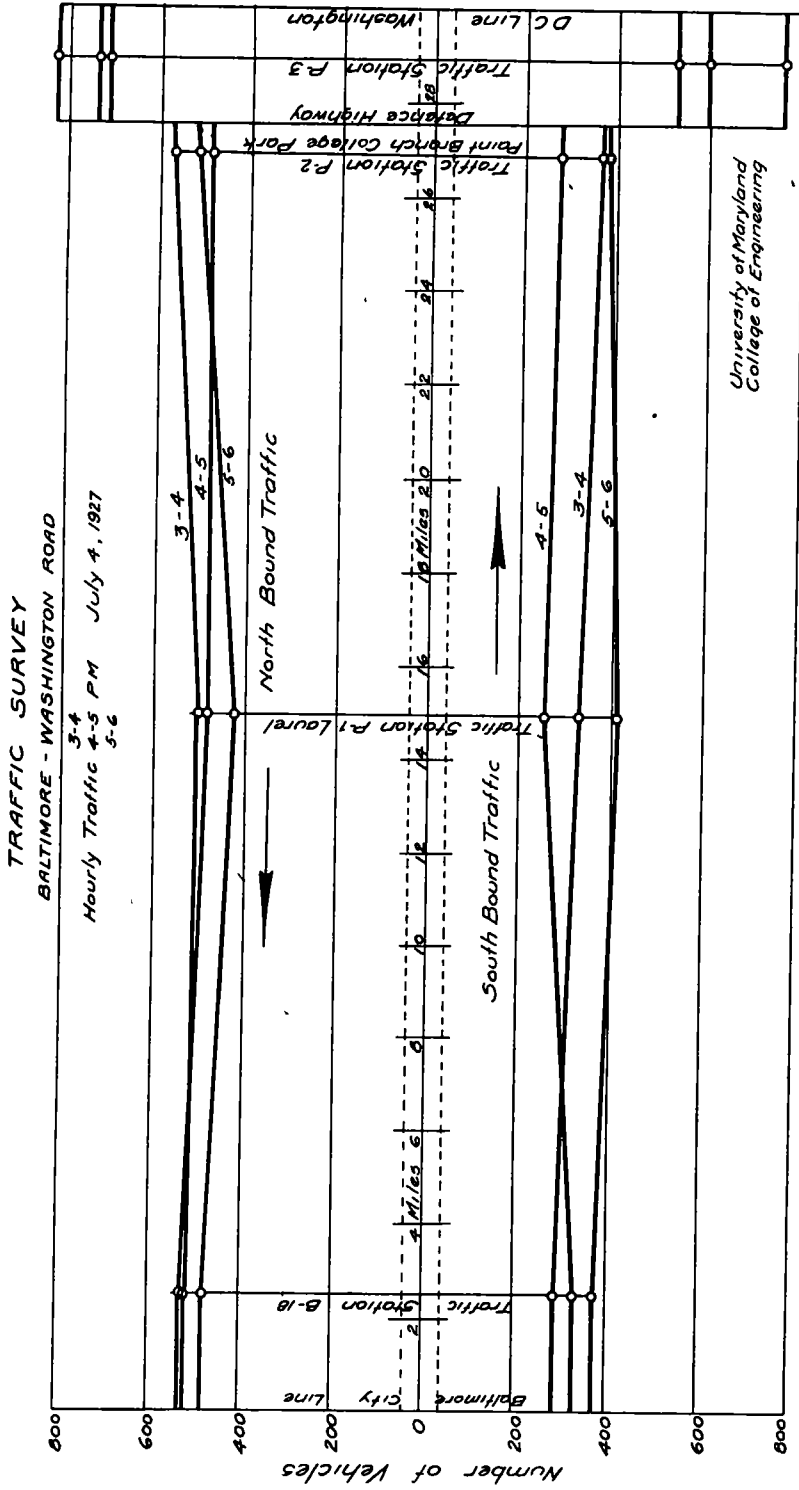 TRAFFIC SURVEY
BALTIMORE - WASHINGTON ROAD
3-4
Hourly Traffic 4-5 PM July 4, 1927
5-6
Number of Vehicles
800
600
400
200
0
200
400
600
800
Baltimore City Line
Traffic Station B-18
Traffic Station P-1 Laurel
Traffic Station P-2
Paint Branch College Park
Defense Highway
Traffic Station P-3
DC Line Washington
2
4 Miles 6
8
10
12
14
16
18 Miles 20
22
24
26
28
North Bound Traffic
3-4
4-5
5-6
South Bound Traffic
4-5
3-4
5-6
University of Maryland
College of Engineering